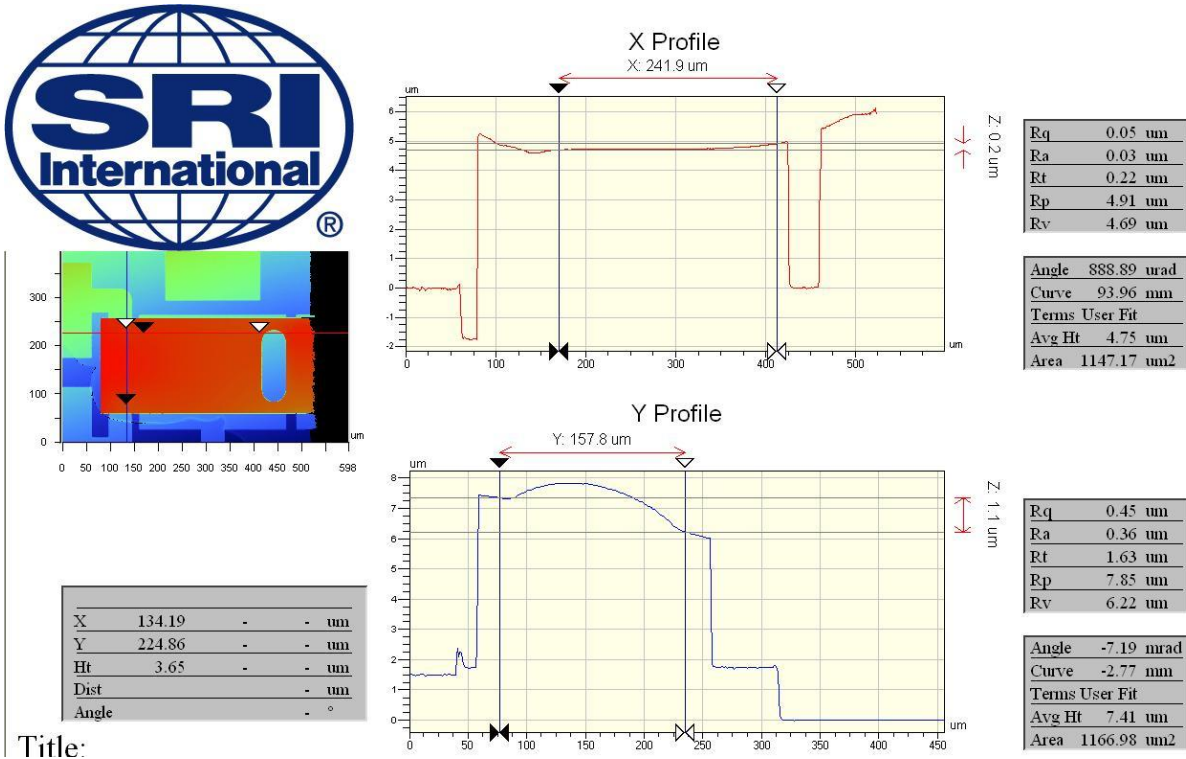 SRI
International
®
300
200
100
0
um
0 50 100 150 200 250 300 350 400 450 500 598
X 134.19 - - um
Y 224.86 - - um
Ht 3.65 - - um
Dist - um
Angle - °
Title:
X Profile
X: 241.9 um
um
6
5
4
3
2
1
0
-1
-2
0 100 200 300 400 500
um
Z: 0.2 um
Rq 0.05 um
Ra 0.03 um
Rt 0.22 um
Rp 4.91 um
Rv 4.69 um
Angle 888.89 urad
Curve 93.96 mm
Terms User Fit
Avg Ht 4.75 um
Area 1147.17 um2
Y Profile
Y: 157.8 um
um
8
7
6
5
4
3
2
1
0
0 50 100 150 200 250 300 350 400 450
um
Z: 1.1 um
Rq 0.45 um
Ra 0.36 um
Rt 1.63 um
Rp 7.85 um
Rv 6.22 um
Angle -7.19 mrad
Curve -2.77 mm
Terms User Fit
Avg Ht 7.41 um
Area 1166.98 um2